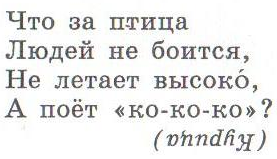 Что за птица
Людей не боится,
Не летает высоко́,
А поёт «ко-ко-ко»?
(Курица)